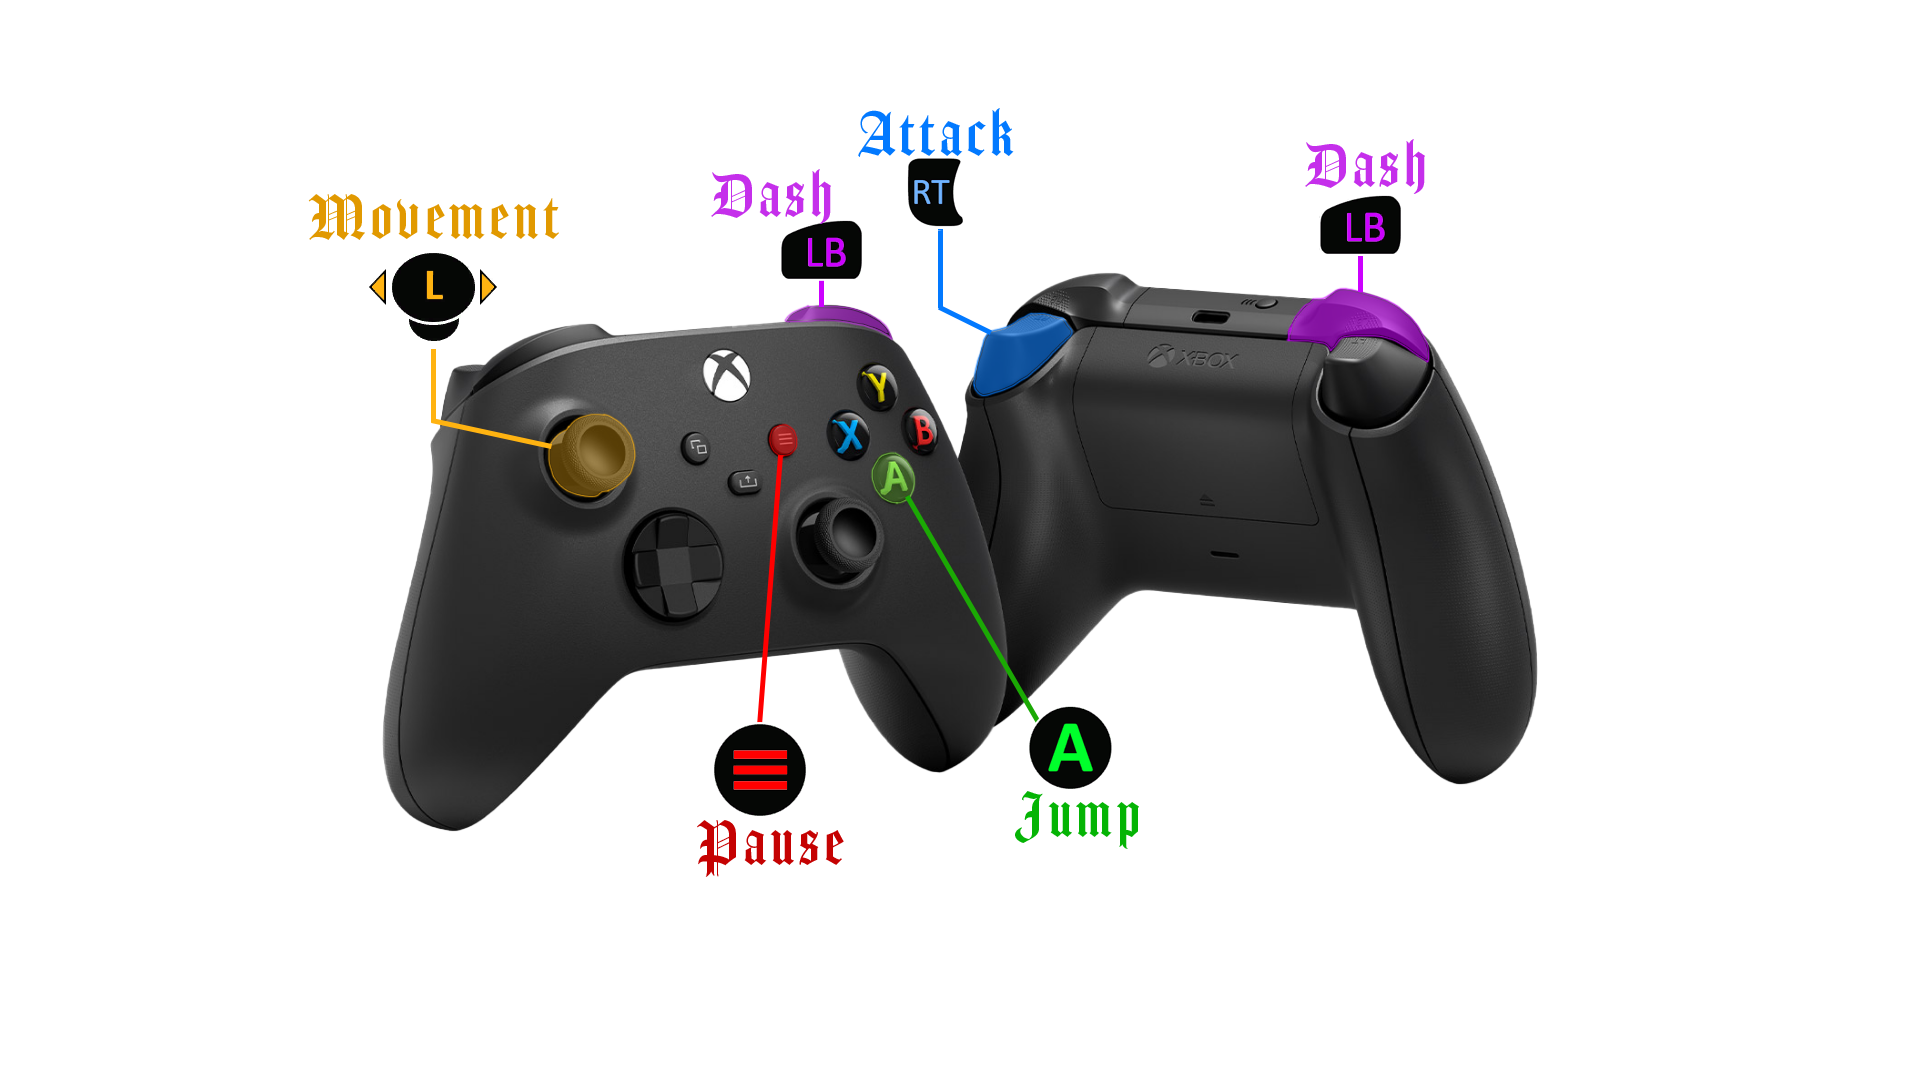 Attack
RT
Dash
LB
Dash
LB
Movement
L
Y
X
B
A
XBOX
Pause
A
Jump